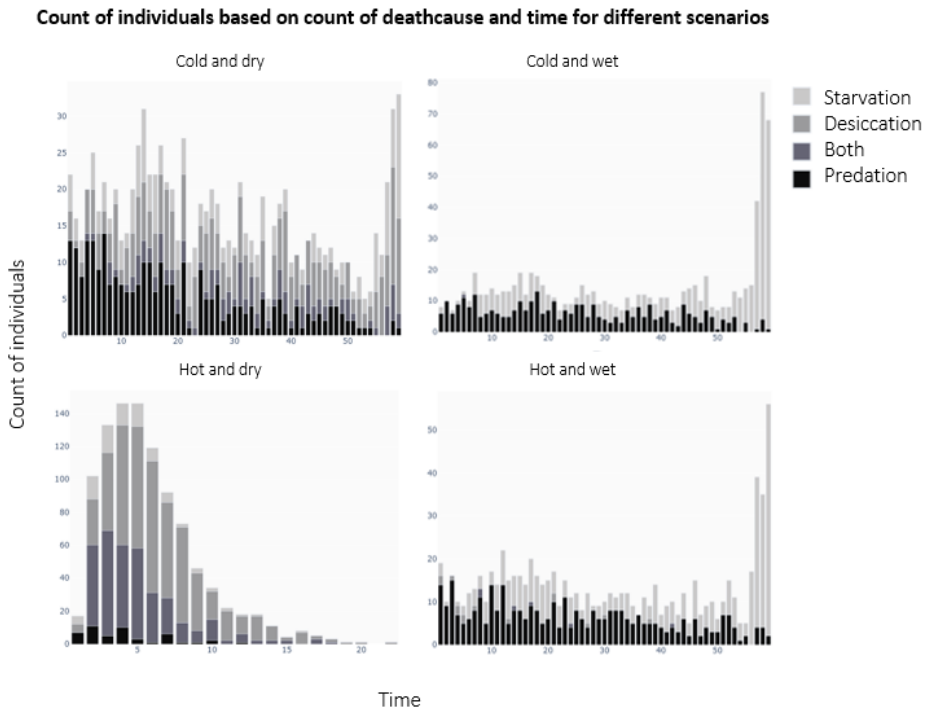 Count of individuals based on count of deathcause and time for different scenarios
Cold and dry
30
25
20
15
10
5
0
10 20 30 40 50
Cold and wet
80
70
60
50
40
30
20
10
0
10 20 30 40 50
Starvation
Desiccation
Both
Predation
Count of individuals
Hot and dry
140
120
100
80
60
40
20
0
5 10 15 20
Hot and wet
50
40
30
20
10
0
10 20 30 40 50
Time